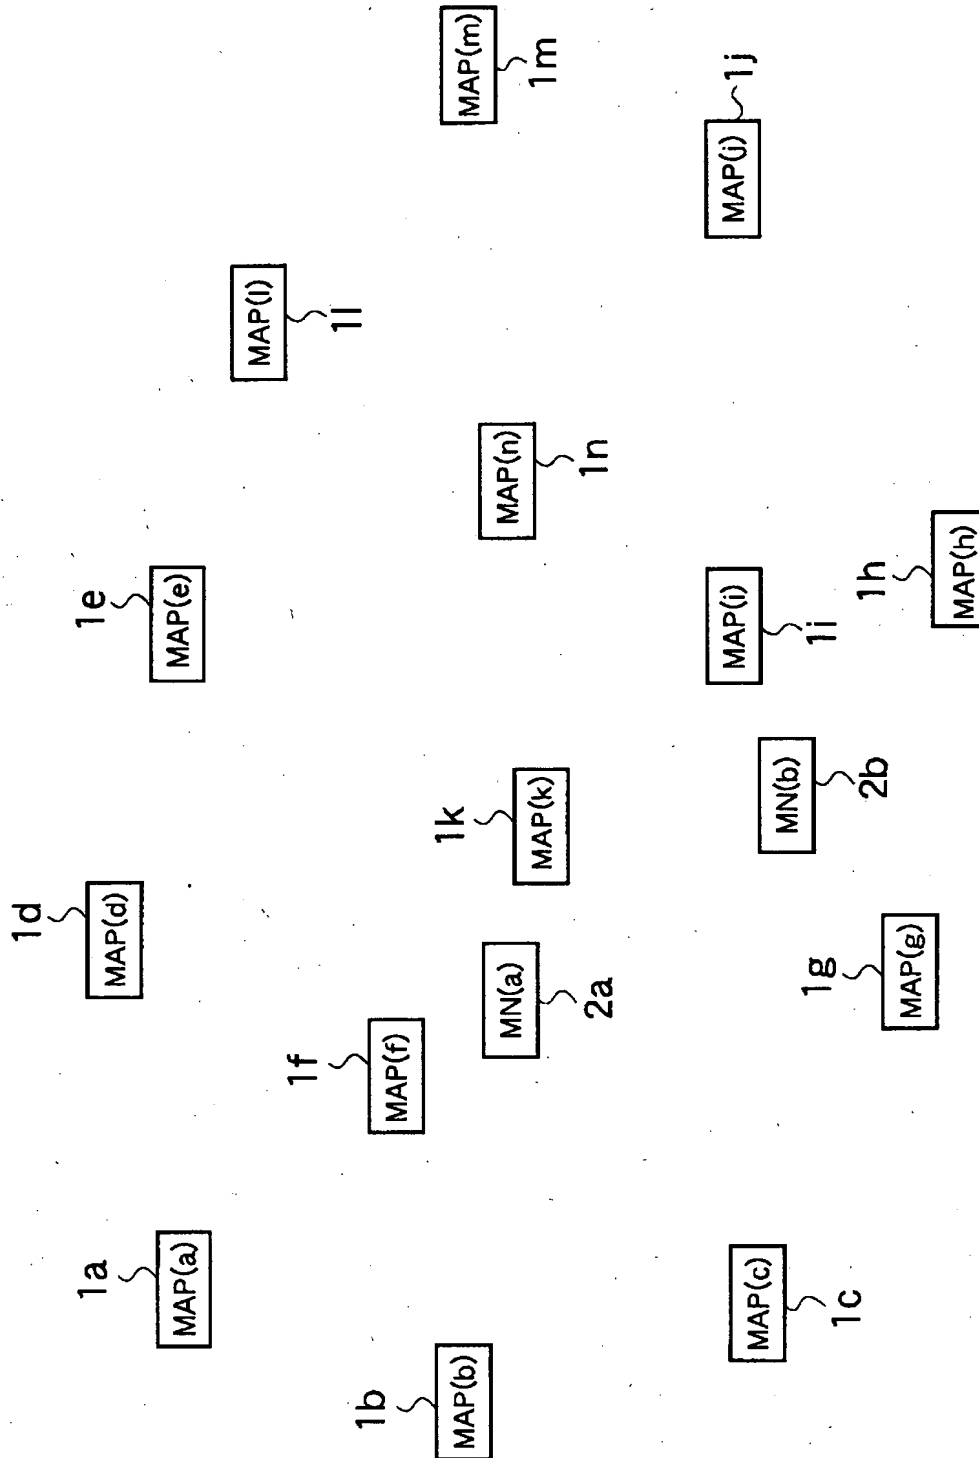 1d
1a
1e
MAP(d)
MAP(a)
MAP(e)
MAP(l)
1f
1l
1b
MAP(f)
1k
MAP(b)
MAP(m)
MN(a)
MAP(n)
MAP(k)
1m
2a
1n
MAP(i)
MAP(j)
1j
MAP(c)
MN(b)
1g
1i
1c
2b
1h
MAP(g)
MAP(h)